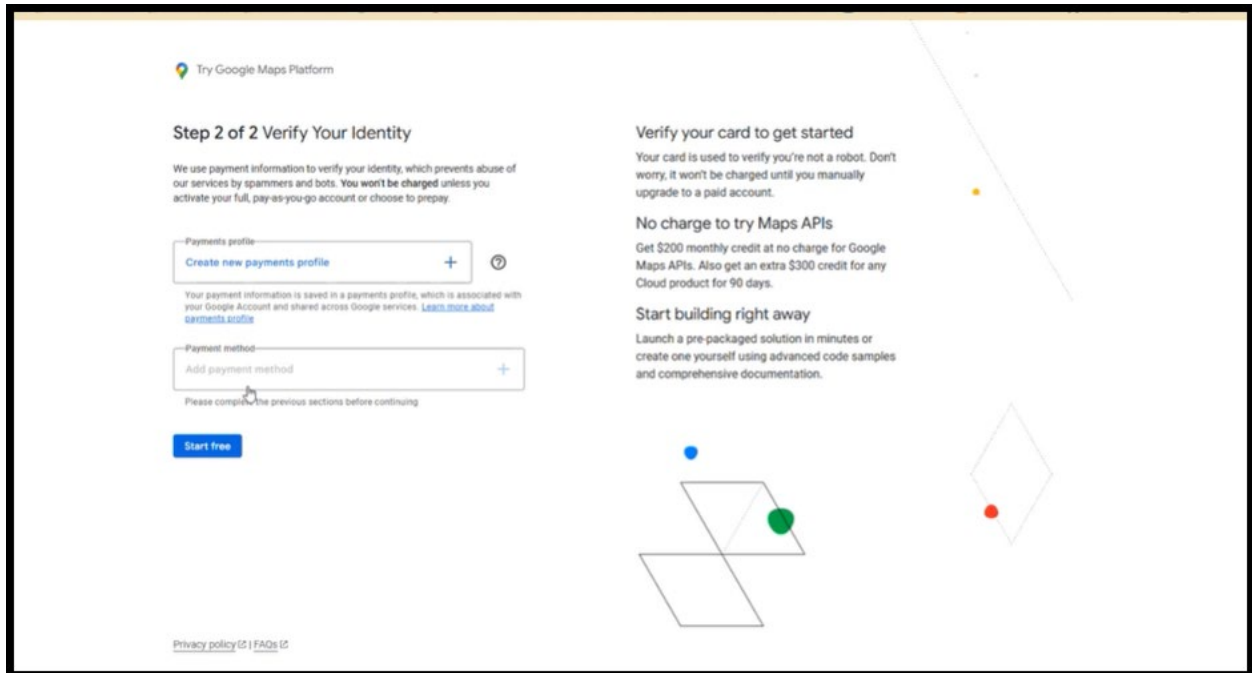 Try Google Maps Platform
Step 2 of 2 Verify Your Identity
We use payment information to verify your identity, which prevents abuse of
our services by spammers and bots. You won't be charged unless you
activate your full, pay-as-you-go account or choose to prepay.
Payments profile
Create new payments profile
Your payment information is saved in a payments profile, which is associated with
your Google Account and shared across Google services. Learn more about
payments profile
Payment method
Add payment method
Please complete the previous sections before continuing
Start free
Privacy policy | FAQs
Verify your card to get started
Your card is used to verify you're not a robot. Don't
worry, it won't be charged until you manually
upgrade to a paid account.
No charge to try Maps APIs
Get $200 monthly credit at no charge for Google
Maps APIs. Also get an extra $300 credit for any
Cloud product for 90 days.
Start building right away
Launch a pre-packaged solution in minutes or
create one yourself using advanced code samples
and comprehensive documentation.